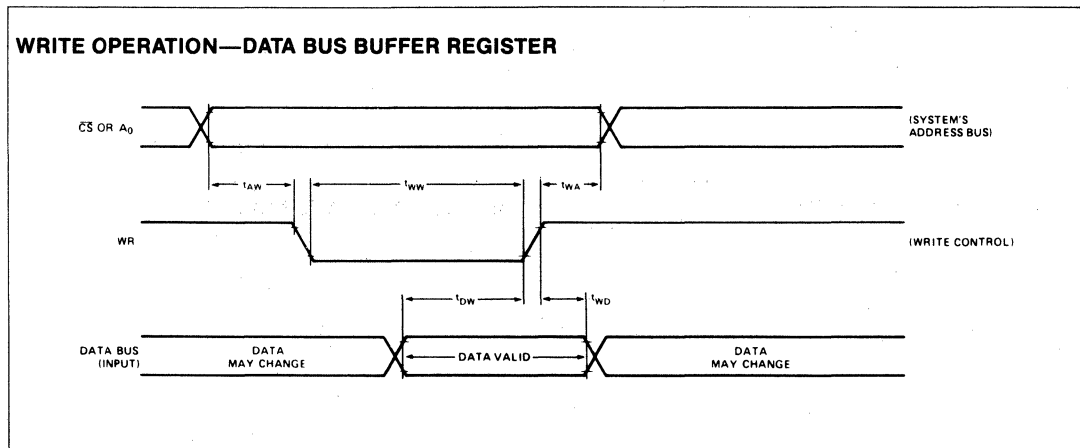 WRITE OPERATION—DATA BUS BUFFER REGISTER
C̅S̅ OR A₀
(SYSTEM'S
ADDRESS BUS)
tAW
tWW
tWA
WR
(WRITE CONTROL)
tDW
tWD
DATA BUS
(INPUT)
DATA
MAY CHANGE
DATA VALID
DATA
MAY CHANGE